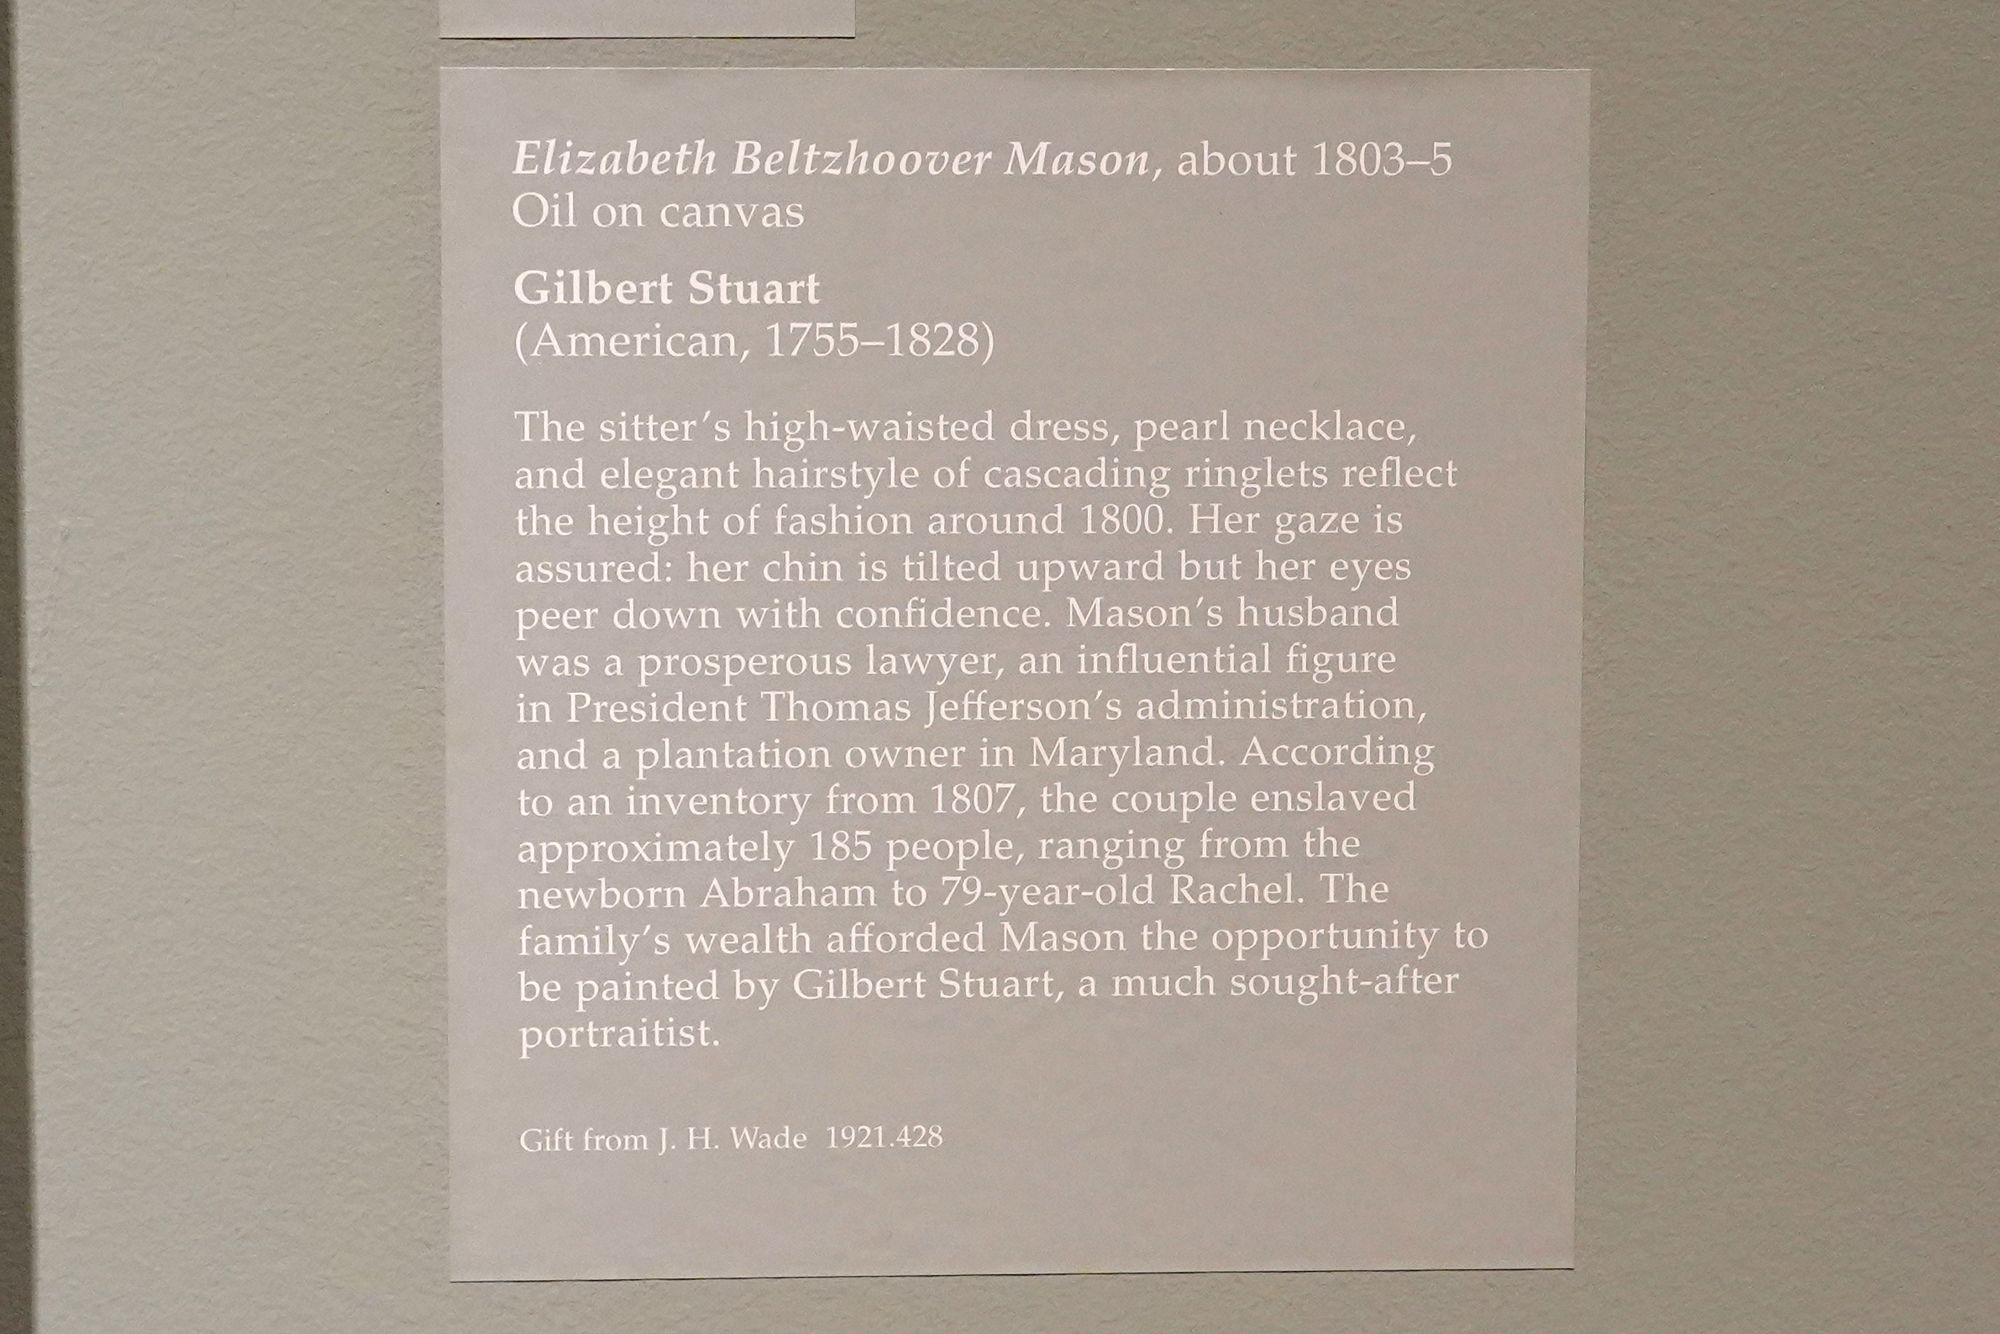 Elizabeth Beltzhoover Mason, about 1803–5
Oil on canvas
Gilbert Stuart
(American, 1755–1828)
The sitter's high-waisted dress, pearl necklace,
and elegant hairstyle of cascading ringlets reflect
the height of fashion around 1800. Her gaze is
assured: her chin is tilted upward but her eyes
peer down with confidence. Mason's husband
was a prosperous lawyer, an influential figure
in President Thomas Jefferson's administration,
and a plantation owner in Maryland. According
to an inventory from 1807, the couple enslaved
approximately 185 people, ranging from the
newborn Abraham to 79-year-old Rachel. The
family's wealth afforded Mason the opportunity to
be painted by Gilbert Stuart, a much sought-after
portraitist.
Gift from J. H. Wade 1921.428